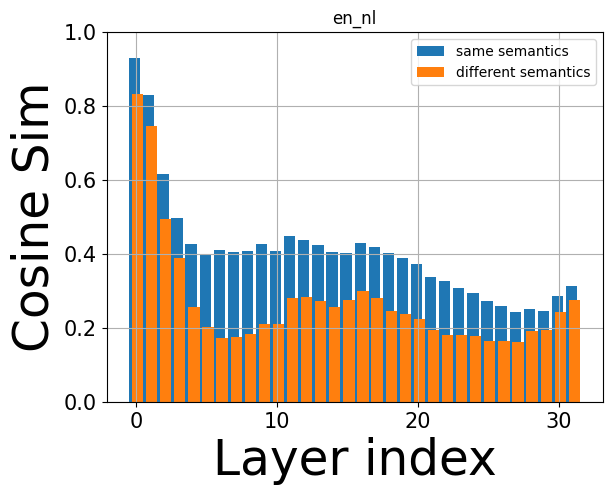 en_nl
same semantics
different semantics
1.0
0.8
0.6
0.4
0.2
0.0
Cosine Sim
0 10 20 30
Layer index